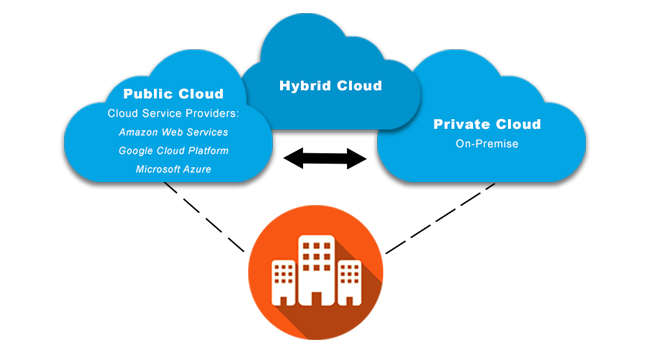 Hybrid Cloud
Public Cloud
Cloud Service Providers:
Amazon Web Services
Google Cloud Platform
Microsoft Azure
Private Cloud
On-Premise